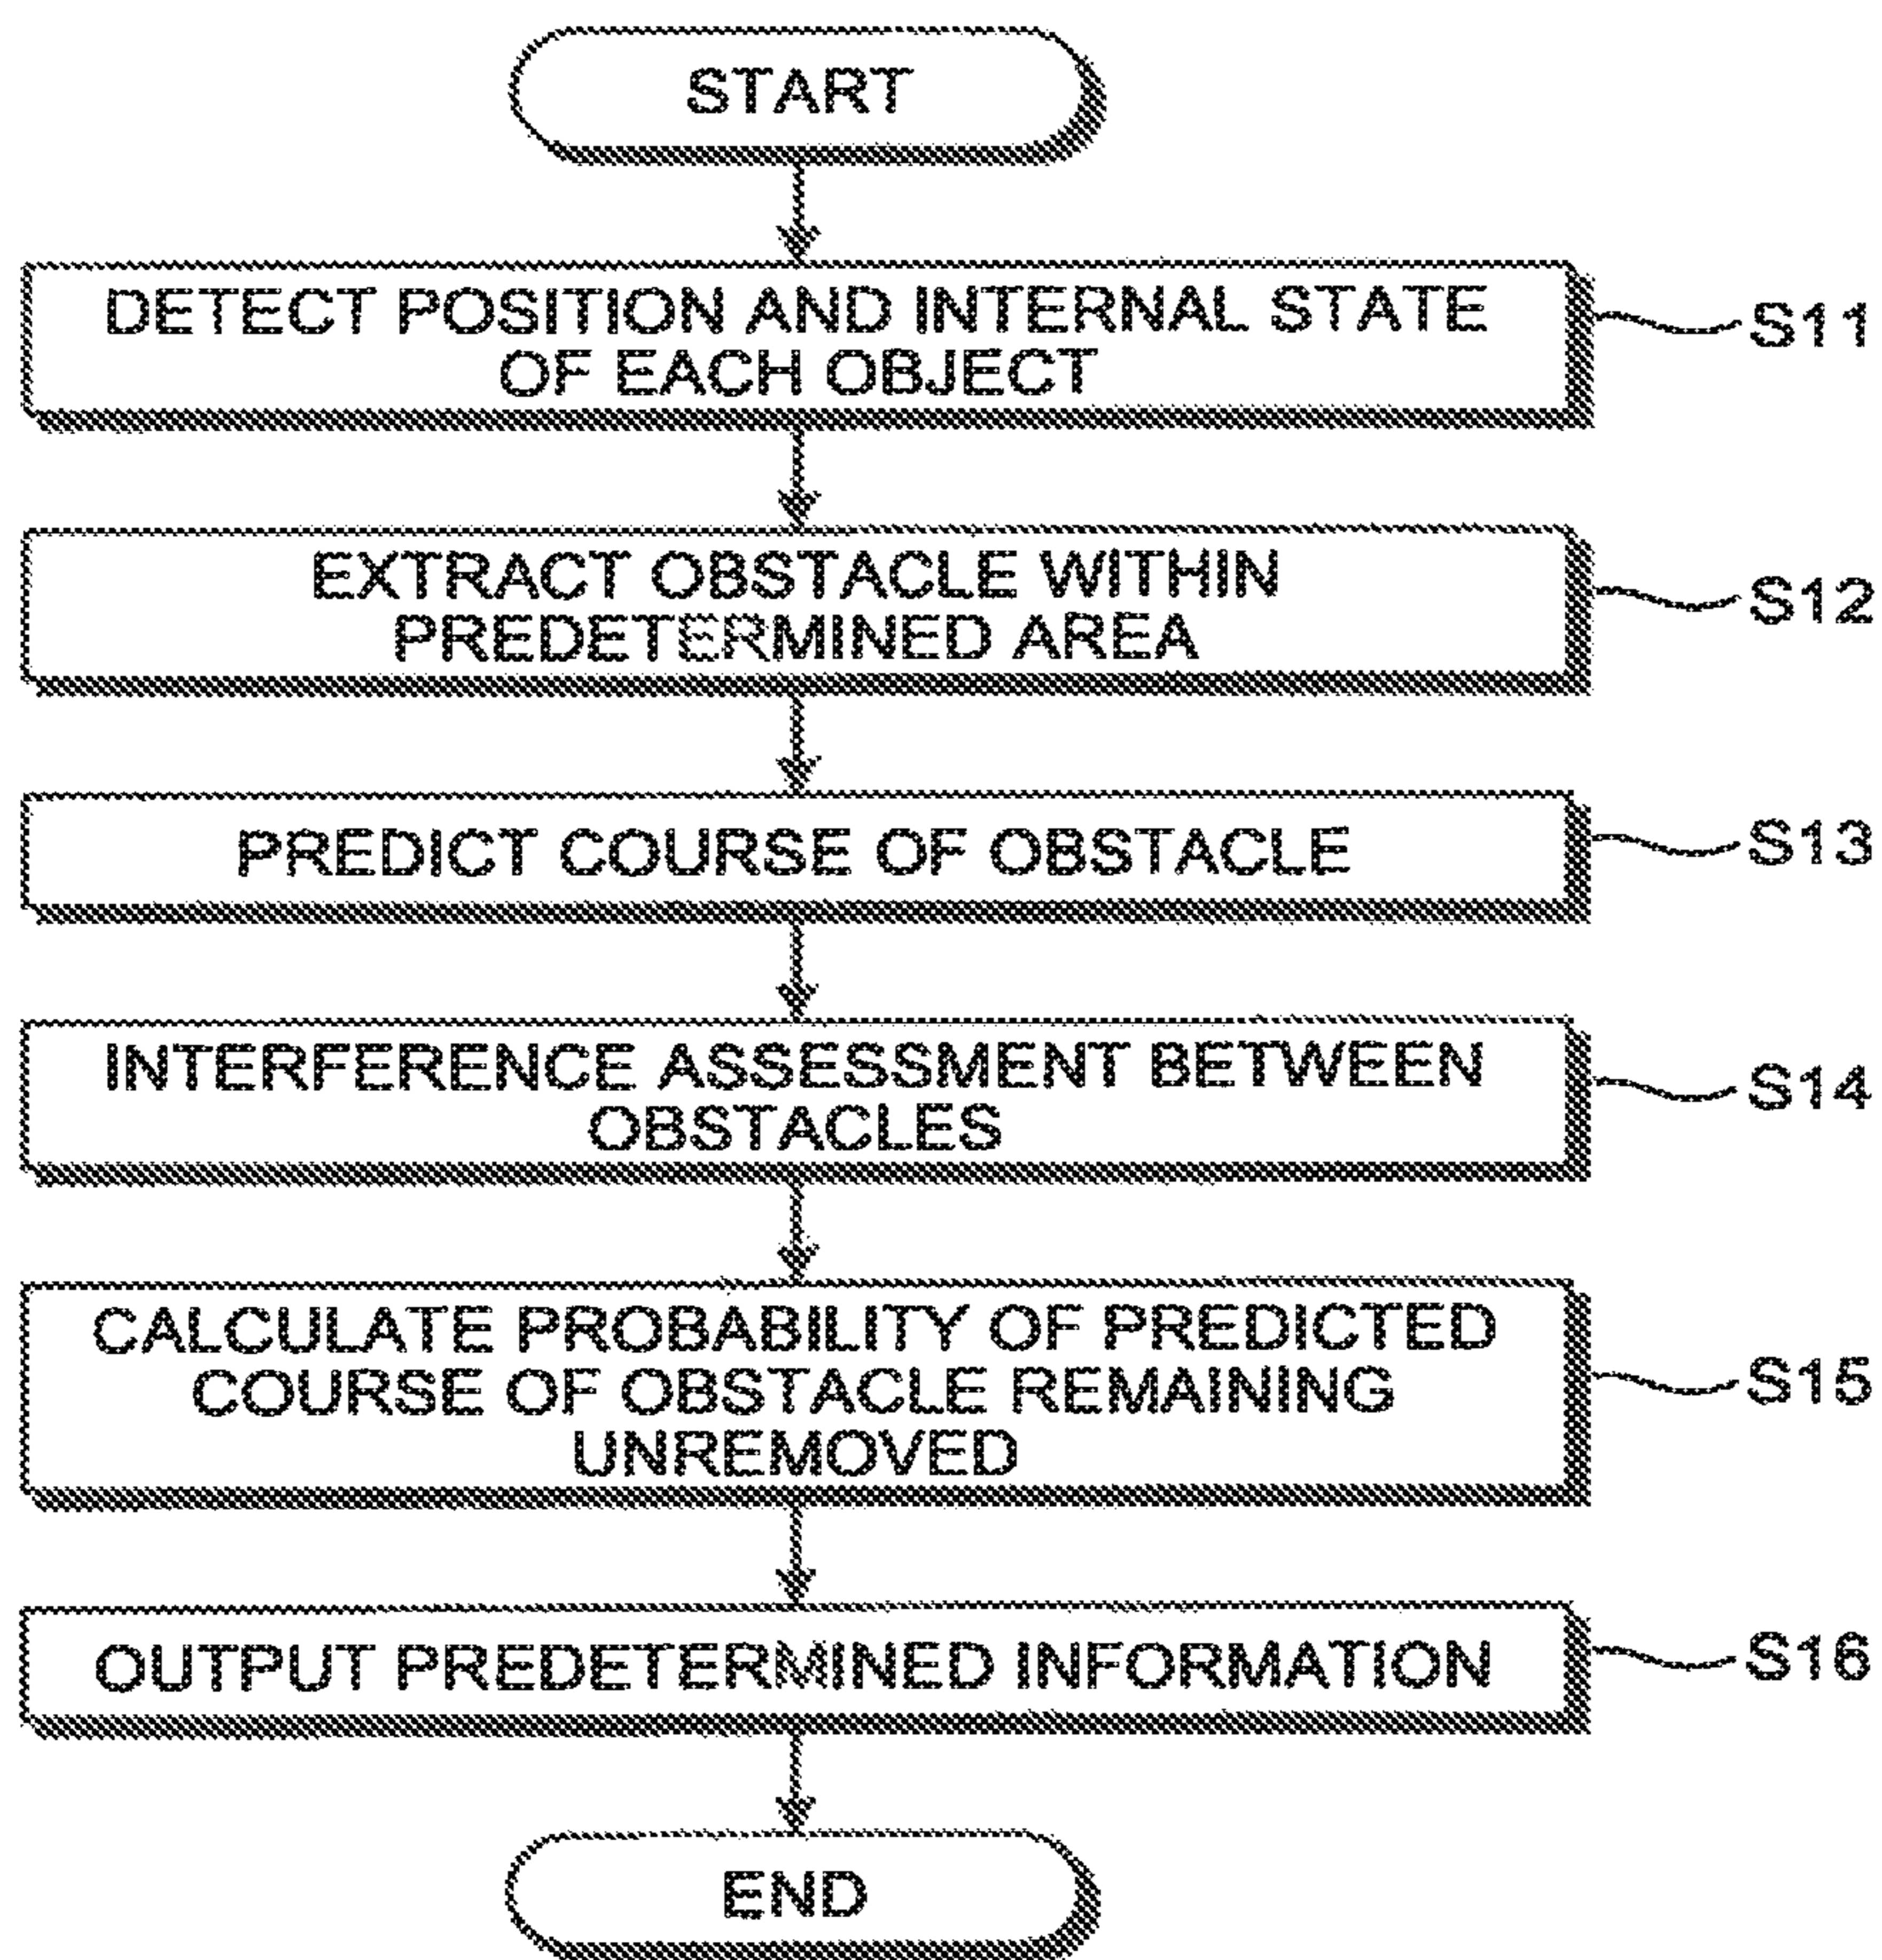 START
DETECT POSITION AND INTERNAL STATE
OF EACH OBJECT
S11
EXTRACT OBSTACLE WITHIN
PREDETERMINED AREA
S12
PREDICT COURSE OF OBSTACLE
S13
INTERFERENCE ASSESSMENT BETWEEN
OBSTACLES
S14
CALCULATE PROBABILITY OF PREDICTED
COURSE OF OBSTACLE REMAINING
UNREMOVED
S15
OUTPUT PREDETERMINED INFORMATION
S16
END